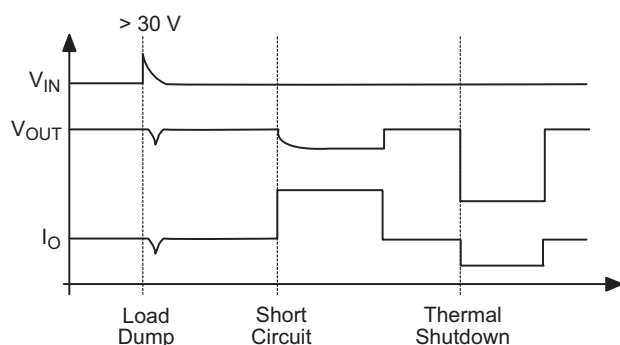 > 30 V
VIN
VOUT
IO
Load
Dump
Short
Circuit
Thermal
Shutdown